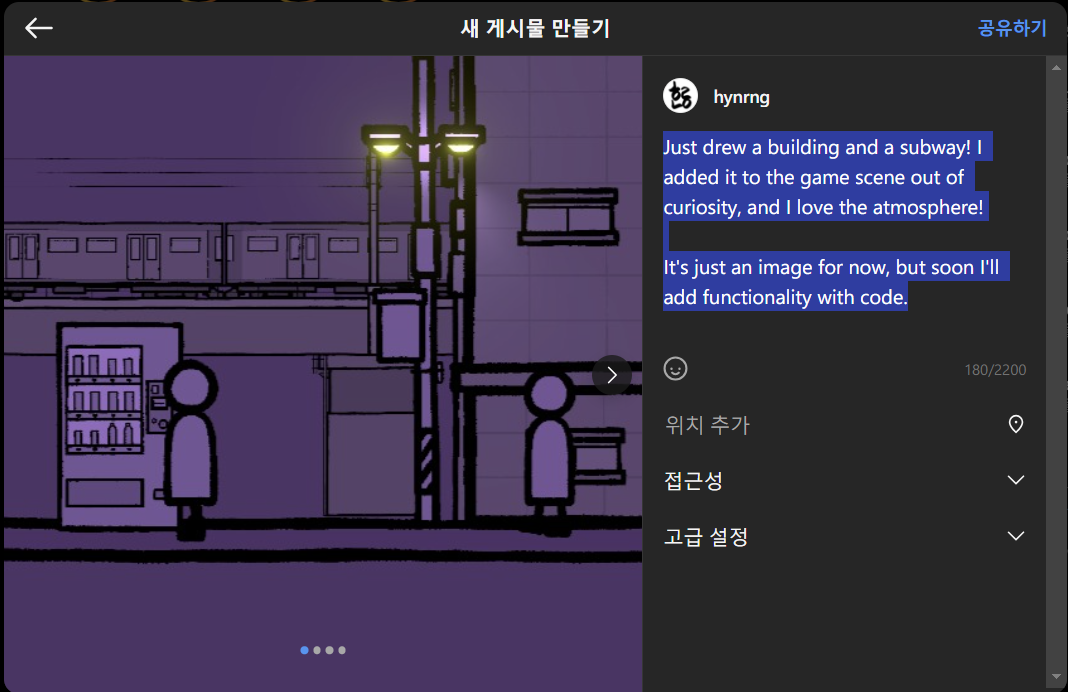 새 게시물 만들기
공유하기
hynrng
Just drew a building and a subway! I
added it to the game scene out of
curiosity, and I love the atmosphere!
It's just an image for now, but soon I'll
add functionality with code.
180/2200
위치 추가
접근성
고급 설정